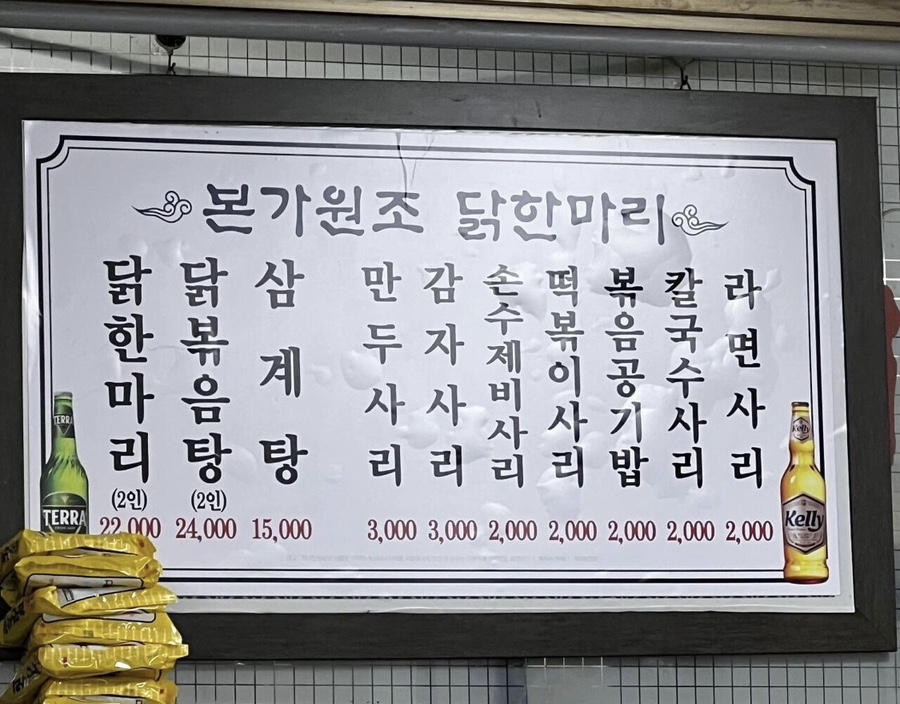 본가원조 닭한마리
닭한마리
(2인)
22,000
닭볶음탕
(2인)
24,000
삼계탕
15,000
만두사리
3,000
감자사리
3,000
손수제비사리
2,000
떡볶이사리
2,000
볶음공기밥
2,000
칼국수사리
2,000
라면사리
2,000
TERRA
TERRA
Kelly
Kelly